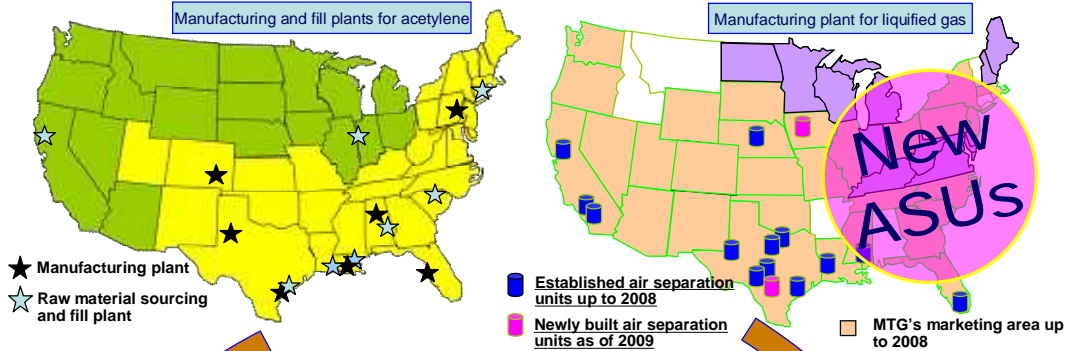 Manufacturing and fill plants for acetylene
Manufacturing plant
Raw material sourcing
and fill plant
Manufacturing plant for liquified gas
New
ASUs
Established air separation
units up to 2008
Newly built air separation
units as of 2009
MTG's marketing area up
to 2008